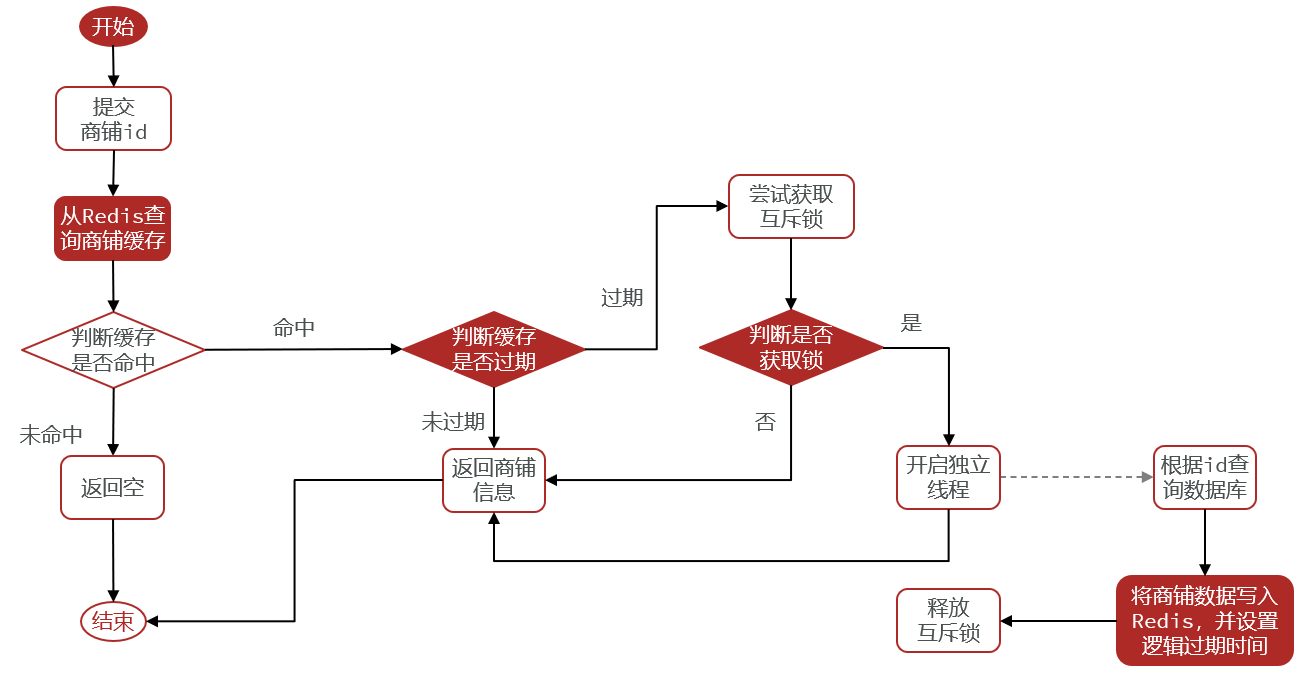 开始
提交
商铺id
从Redis查
询商铺缓存
判断缓存
是否命中
命中
未命中
返回空
结束
判断缓存
是否过期
过期
未过期
返回商铺
信息
尝试获取
互斥锁
判断是否
获取锁
是
否
开启独立
线程
根据id查
询数据库
将商铺数据写入
Redis, 并设置
逻辑过期时间
释放
互斥锁